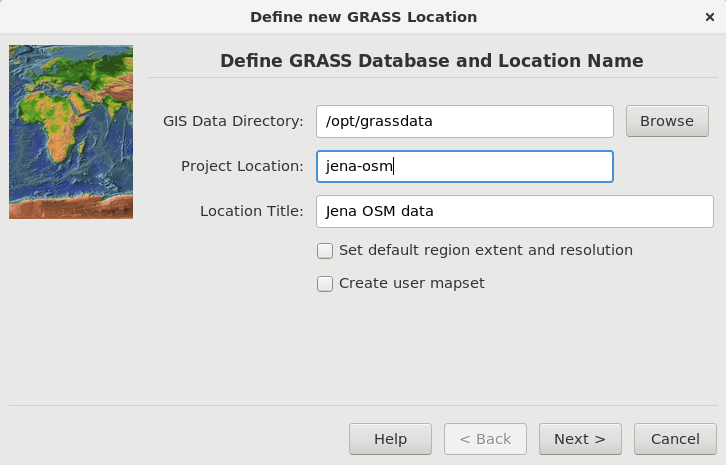 Define new GRASS Location
Define GRASS Database and Location Name
GIS Data Directory: /opt/grassdata Browse
Project Location: jena-osm
Location Title: Jena OSM data
Set default region extent and resolution
Create user mapset
Help < Back Next > Cancel